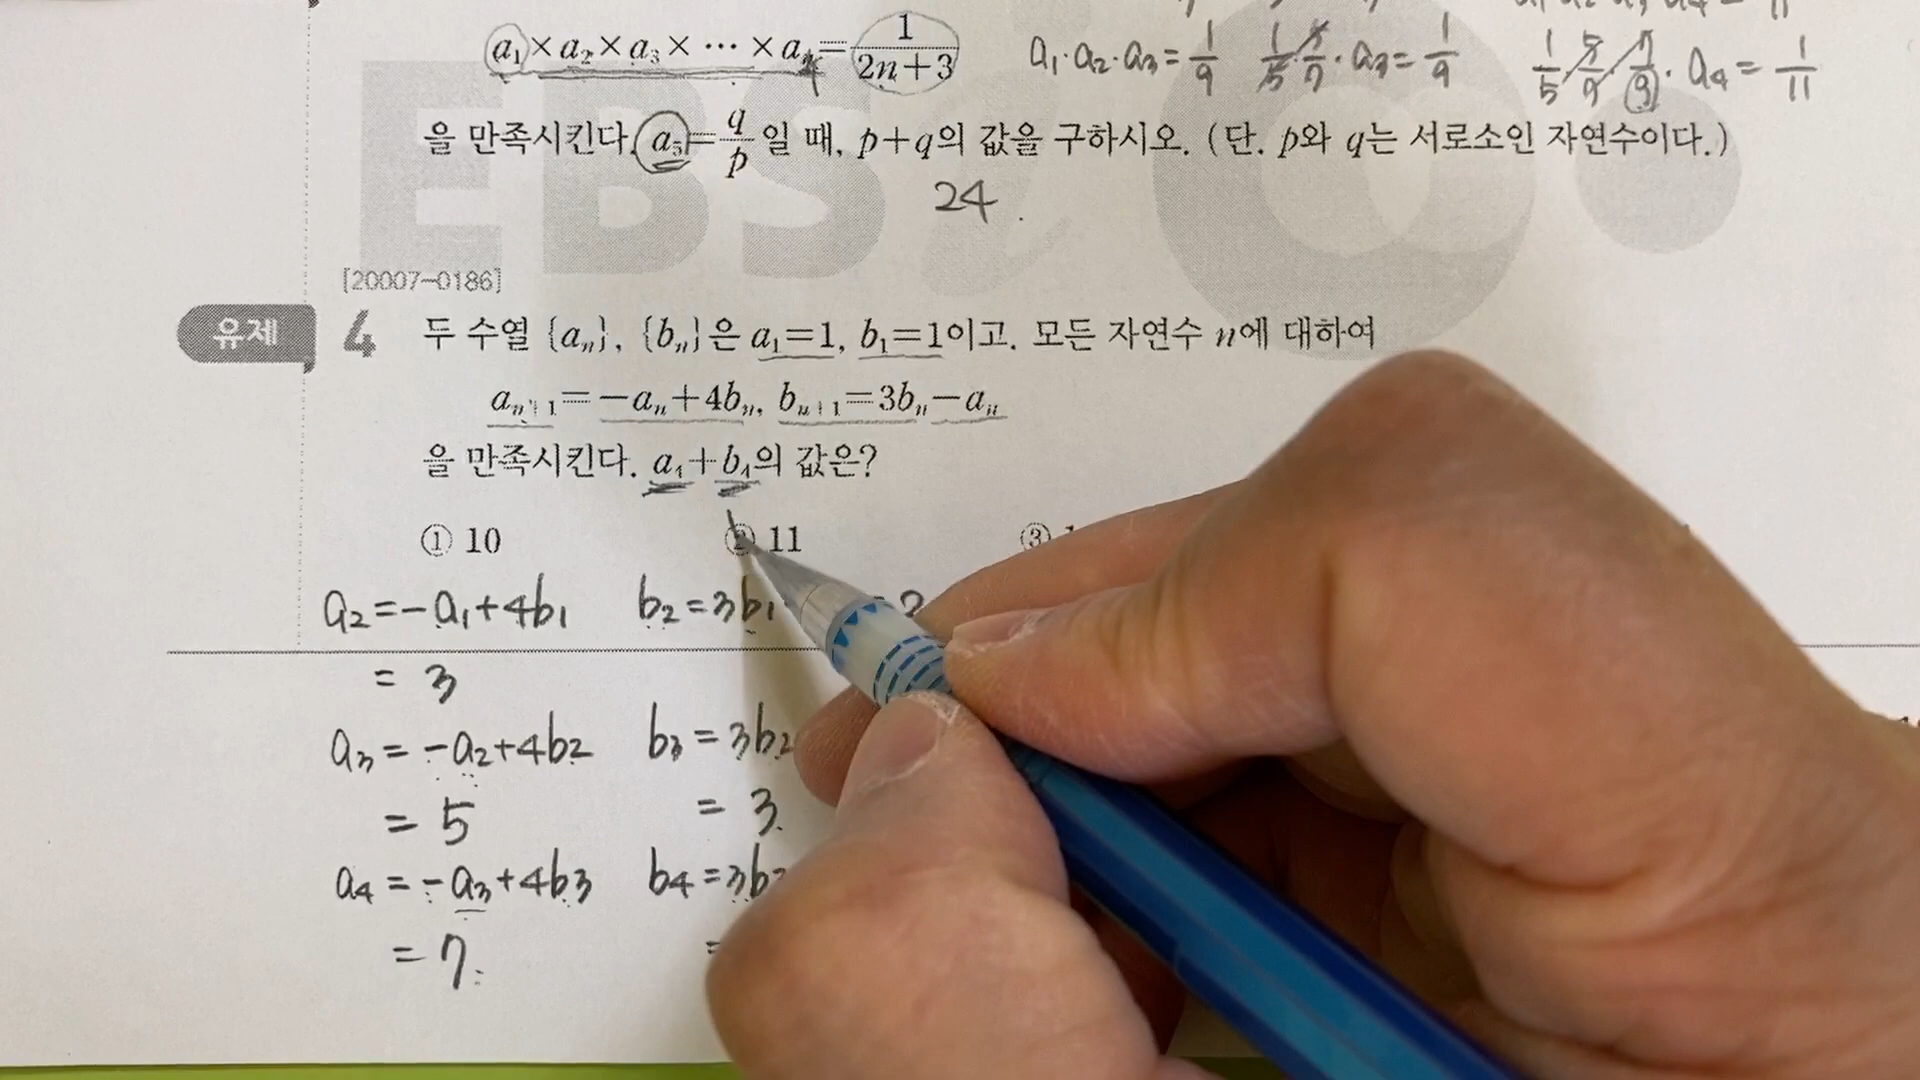 a₁×a₂×a₃×⋯×aₙ=1/(2n+3)
a₁·a₂·a₃=1/9 1/5·5/7·a₃=1/9
a₄=1/11
을 만족시킨다. a₅=q/p일 때, p+q의 값을 구하시오. (단, p와 q는 서로소인 자연수이다.)
24
EBSi
[20007-0186]
유제 4 두 수열 {aₙ}, {bₙ}은 a₁=1, b₁=1이고, 모든 자연수 n에 대하여
aₙ₊₁=-aₙ+4bₙ, bₙ₊₁=3bₙ-aₙ
을 만족시킨다. a₄+b₄의 값은?
① 10 ② 11 ③
a₂=-a₁+4b₁ b₂=3b₁
= 3
a₃=-a₂+4b₂ b₃=3b₂
= 5 = 3
a₄=-a₃+4b₃ b₄=3b₃
= 7 =